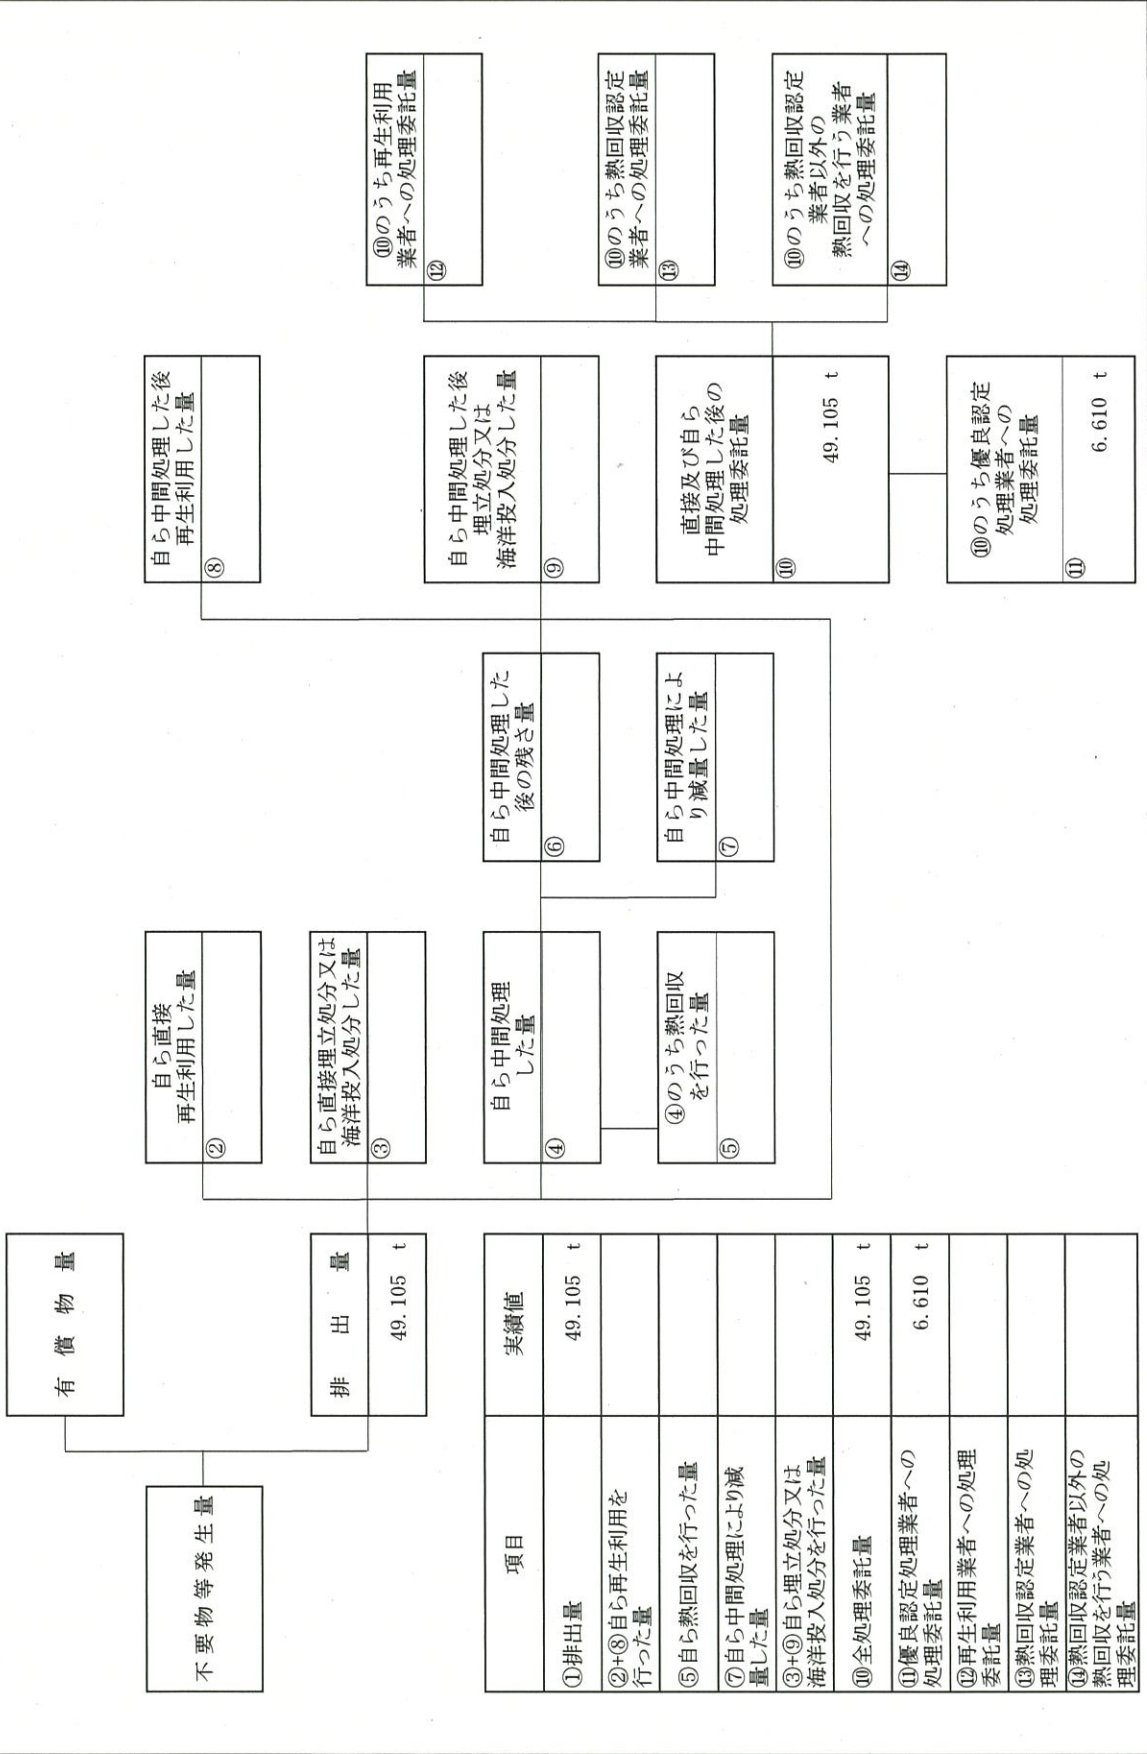 不要物等発生量
有償物量
排出量
49.105 t
自ら直接
再生利用した量
②
自ら直接埋立処分又は
海洋投入処分した量
③
自ら中間処理
した量
④
④のうち熱回収
を行った量
⑤
自ら中間処理した
後の残さ量
⑥
自ら中間処理によ
り減量した量
⑦
自ら中間処理した後
再生利用した量
⑧
自ら中間処理した後
埋立処分又は
海洋投入処分した量
⑨
直接及び自ら
中間処理した後の
処理委託量
⑩
49.105 t
⑩のうち優良認定
処理業者への
処理委託量
⑪
6.610 t
⑩のうち再生利用
業者への処理委託量
⑫
⑩のうち熱回収認定
業者への処理委託量
⑬
⑩のうち熱回収認定
業者以外の
熱回収を行う業者
への処理委託量
⑭
項目 実績値
①排出量 49.105 t
②+⑧自ら再生利用を
行った量
⑤自ら熱回収を行った量
⑦自ら中間処理により減
量した量
③+⑨自ら埋立処分又は
海洋投入処分を行った量
⑩全処理委託量 49.105 t
⑪優良認定処理業者への
処理委託量 6.610 t
⑫再生利用業者への処理
委託量
⑬熱回収認定業者への処
理委託量
⑭熱回収認定業者以外の
熱回収を行う業者への処
理委託量